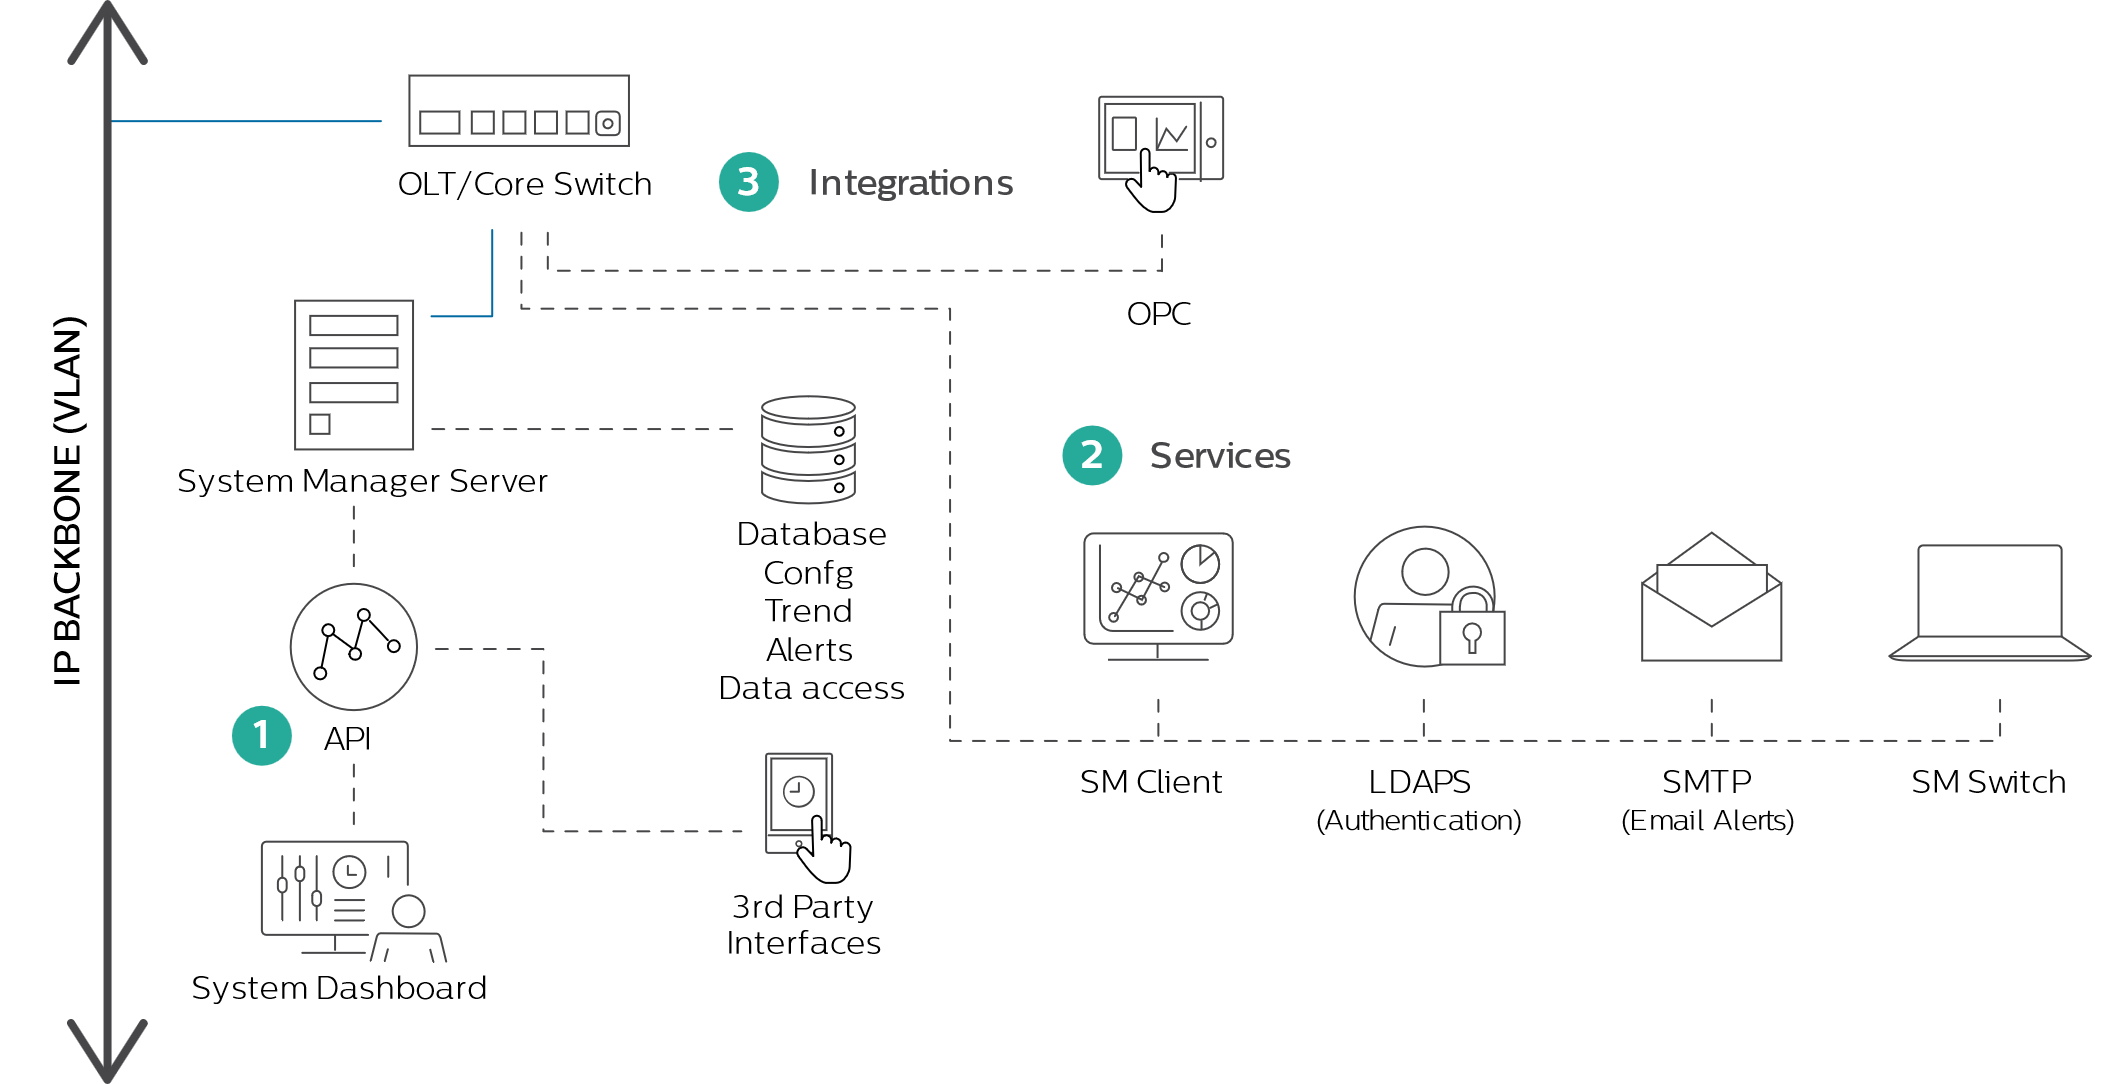 IP BACKBONE (VLAN)
OLT/Core Switch
3 Integrations
OPC
System Manager Server
Database
Confg
Trend
Alerts
Data access
2 Services
1 API
System Dashboard
3rd Party
Interfaces
SM Client
LDAPS
(Authentication)
SMTP
(Email Alerts)
SM Switch